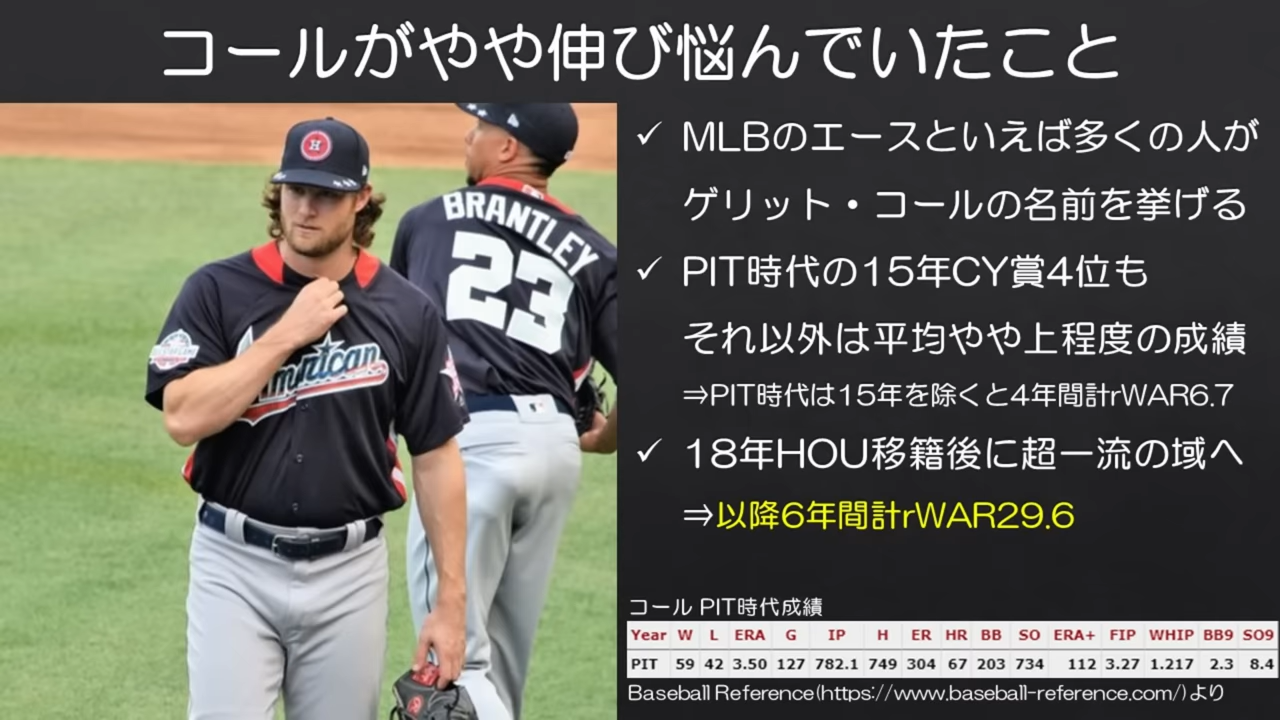 コールがやや伸び悩んでいたこと
✓ MLBのエースといえば多くの人が
ゲリット・コールの名前を挙げる
✓ PIT時代の15年CY賞4位も
それ以外は平均やや上程度の成績
⇒PIT時代は15年を除くと4年間計rWAR6.7
✓ 18年HOU移籍後に超一流の域へ
⇒以降6年間計rWAR29.6
BRANTLEY
23
American
H
コール PIT時代成績
Year W L ERA G IP H ER HR BB SO ERA+ FIP WHIP BB9 SO9
PIT 59 42 3.50 127 782.1 749 304 67 203 734 112 3.27 1.217 2.3 8.4
Baseball Reference(https://www.baseball-reference.com/)より